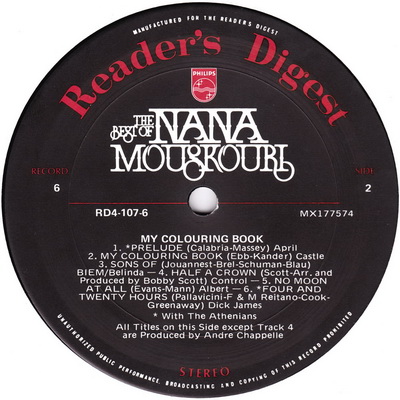 MANUFACTURED FOR THE READERS DIGEST
Reader's Digest
PHILIPS
THE BEST OF NANA
MOUSKOURI
RECORD
6
SIDE
2
RD4-107-6
MX177574
MY COLOURING BOOK
1. *PRELUDE (Calabria-Massey) April
2. MY COLOURING BOOK (Ebb-Kander) Castle
3. SONS OF (Jouannest-Brel-Schuman-Blau)
BIEM/Belinda — 4. HALF A CROWN (Scott-Arr. and
Produced by Bobby Scott) Control — 5. NO MOON
AT ALL (Evans-Mann) Albert — 6. *FOUR AND
TWENTY HOURS (Pallavicini-F & M Reitano-Cook-
Greenaway) Dick James
* With The Athenians
All Titles on this Side except Track 4
are Produced by Andre Chappelle
STEREO
UNAUTHORIZED PUBLIC PERFORMANCE, BROADCASTING AND COPYING OF THIS RECORD PROHIBITED